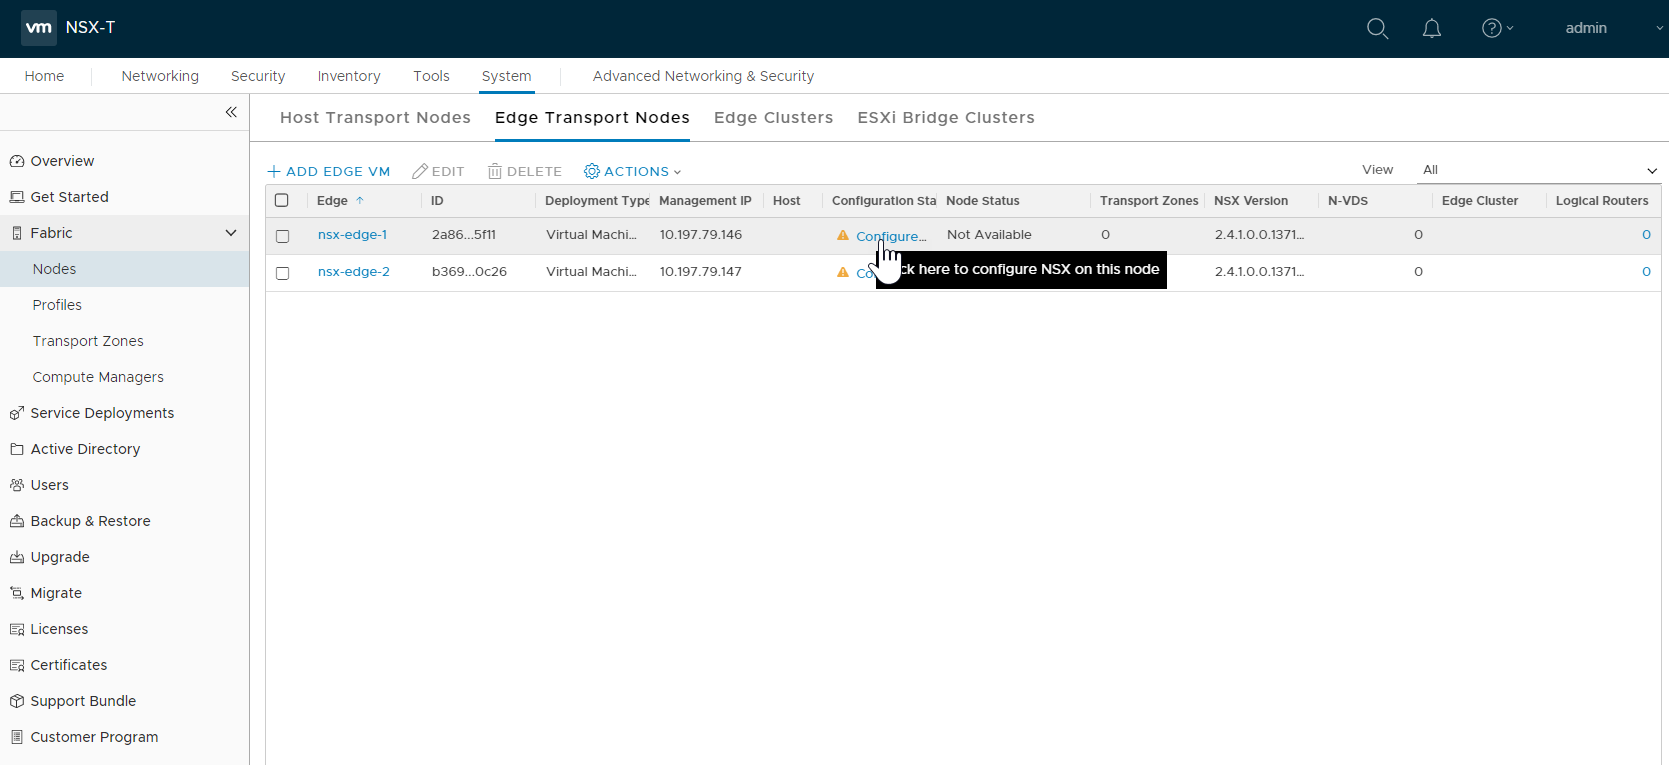 vm NSX-T admin
Home Networking Security Inventory Tools System Advanced Networking & Security
Host Transport Nodes Edge Transport Nodes Edge Clusters ESXi Bridge Clusters
Overview
Get Started
Fabric
Nodes
Profiles
Transport Zones
Compute Managers
Service Deployments
Active Directory
Users
Backup & Restore
Upgrade
Migrate
Licenses
Certificates
Support Bundle
Customer Program
+ ADD EDGE VM EDIT DELETE ACTIONS View All
Edge ID Deployment Type Management IP Host Configuration Sta Node Status Transport Zones NSX Version N-VDS Edge Cluster Logical Routers
nsx-edge-1 2a86...5f11 Virtual Machi... 10.197.79.146 Configure... Not Available 0 2.4.1.0.0.1371... 0 0
nsx-edge-2 b369...0c26 Virtual Machi... 10.197.79.147 2.4.1.0.0.1371... 0 0
here to configure NSX on this node